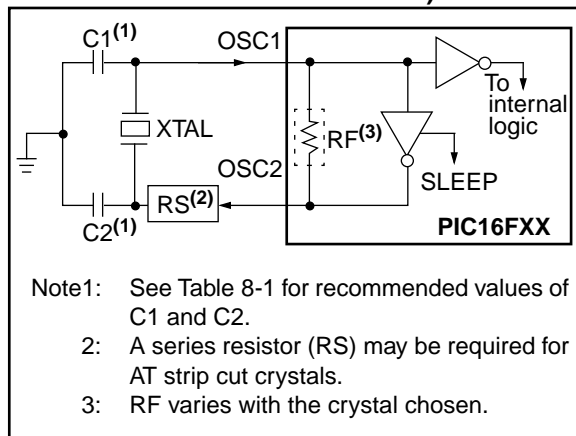 C1(1)
OSC1
To
internal
logic
XTAL
RF(3)
OSC2
SLEEP
RS(2)
C2(1)
PIC16FXX
Note1: See Table 8-1 for recommended values of
C1 and C2.
2: A series resistor (RS) may be required for
AT strip cut crystals.
3: RF varies with the crystal chosen.